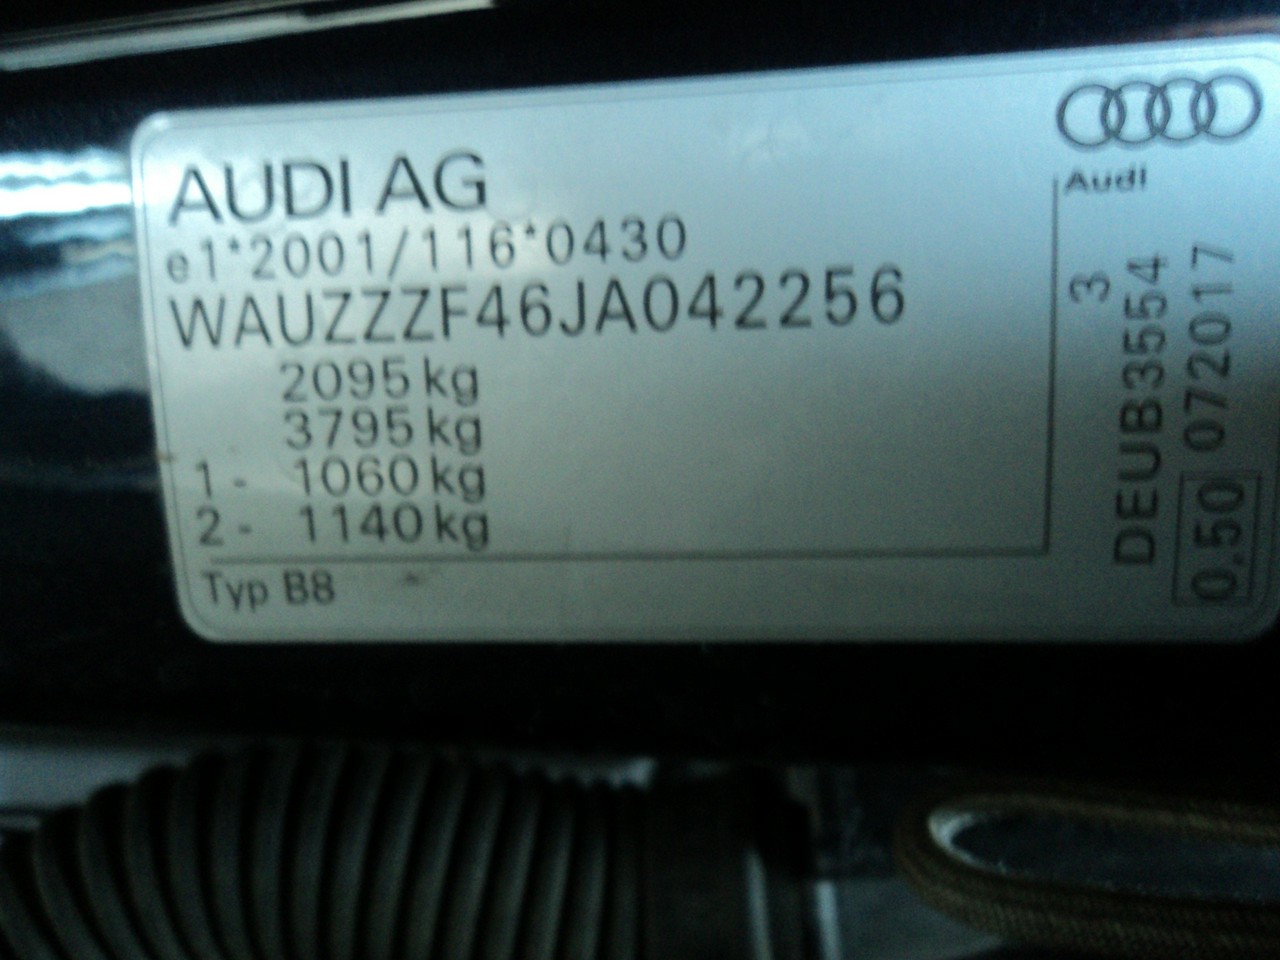 AUDI AG
e1*2001/116*0430
WAUZZZF46JA042256
2095 kg
3795 kg
1 - 1060 kg
2 - 1140 kg
Typ B8
Audi
3
DEUB3554
0,50 072017